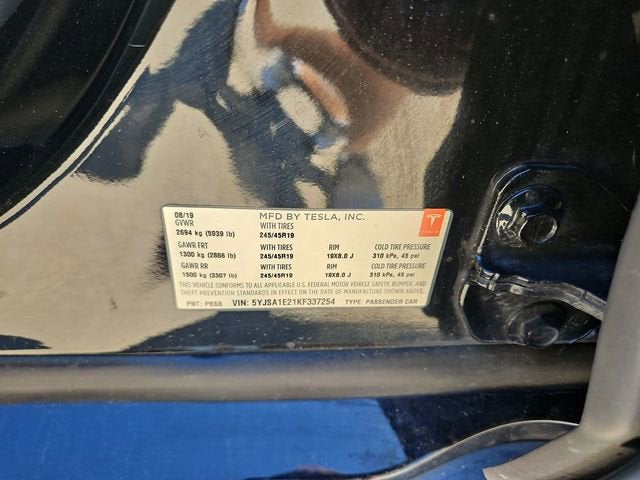 08/19 MFD BY TESLA, INC.
GVWR WITH TIRES
2694 kg (5939 lb) 245/45R19
GAWR FRT WITH TIRES RIM COLD TIRE PRESSURE
1300 kg (2866 lb) 245/45R19 19X8.0 J 310 kPa, 45 psi
GAWR RR WITH TIRES RIM COLD TIRE PRESSURE
1500 kg (3307 lb) 245/45R19 19X8.0 J 310 kPa, 45 psi
THIS VEHICLE CONFORMS TO ALL APPLICABLE U.S. FEDERAL MOTOR VEHICLE SAFETY, BUMPER, AND
THEFT PREVENTION STANDARDS IN EFFECT ON THE DATE OF MANUFACTURE SHOWN ABOVE.
PNT: PBSB VIN: 5YJSA1E21KF337254 TYPE: PASSENGER CAR
TESLA